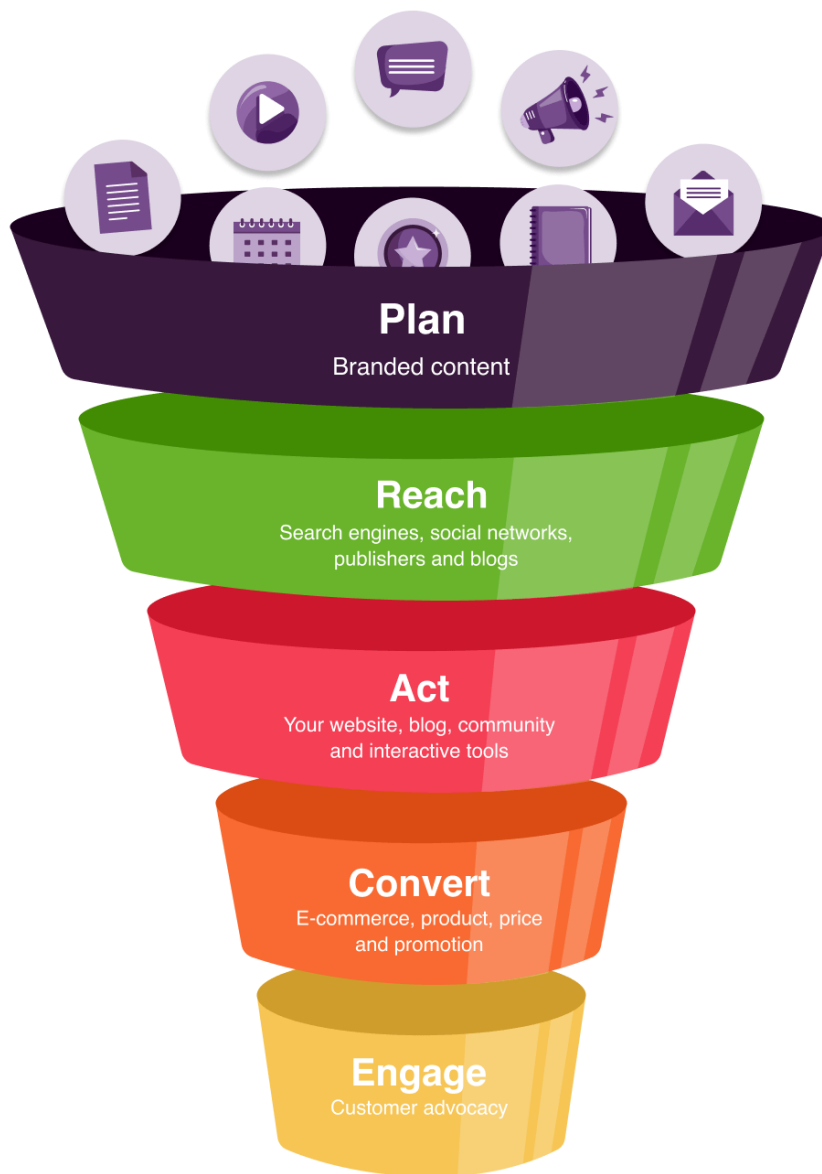 Plan
Branded content
Reach
Search engines, social networks,
publishers and blogs
Act
Your website, blog, community
and interactive tools
Convert
E-commerce, product, price
and promotion
Engage
Customer advocacy